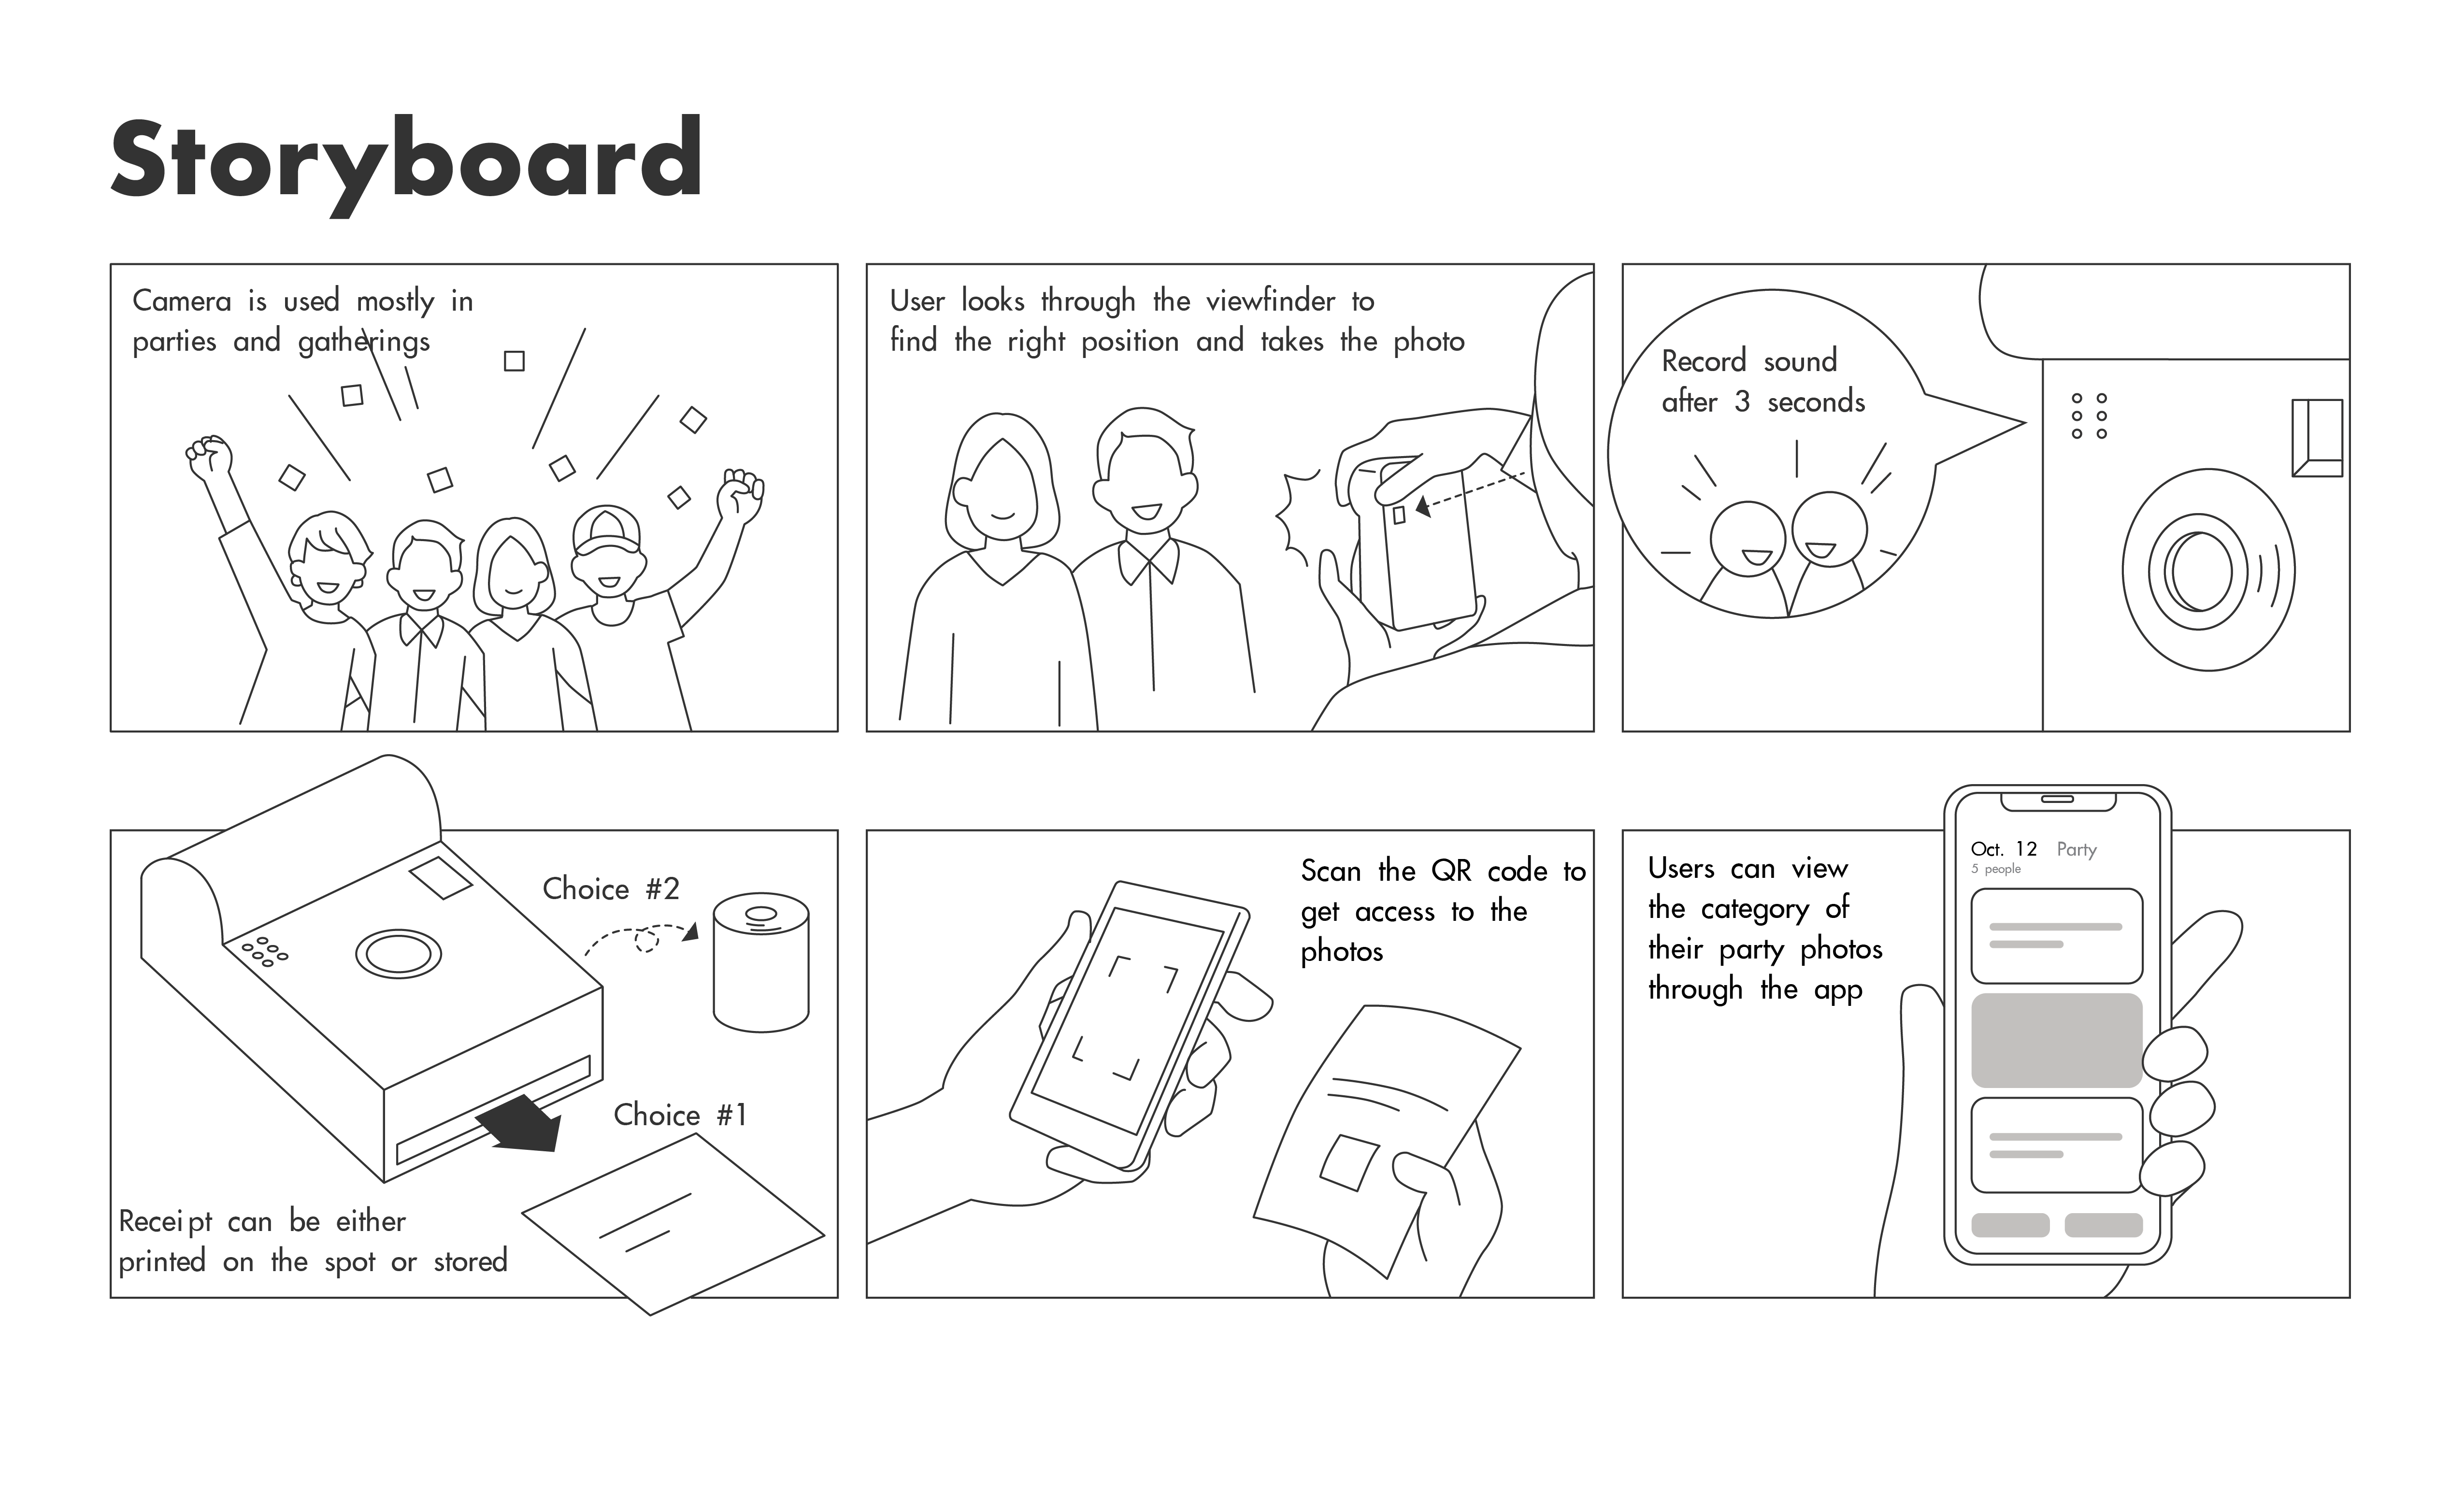 Storyboard
Camera is used mostly in
parties and gatherings
User looks through the viewfinder to
find the right position and takes the photo
Record sound
after 3 seconds
Choice #2
Choice #1
Receipt can be either
printed on the spot or stored
Scan the QR code to
get access to the
photos
Users can view
the category of
their party photos
through the app
Oct. 12 Party
5 people